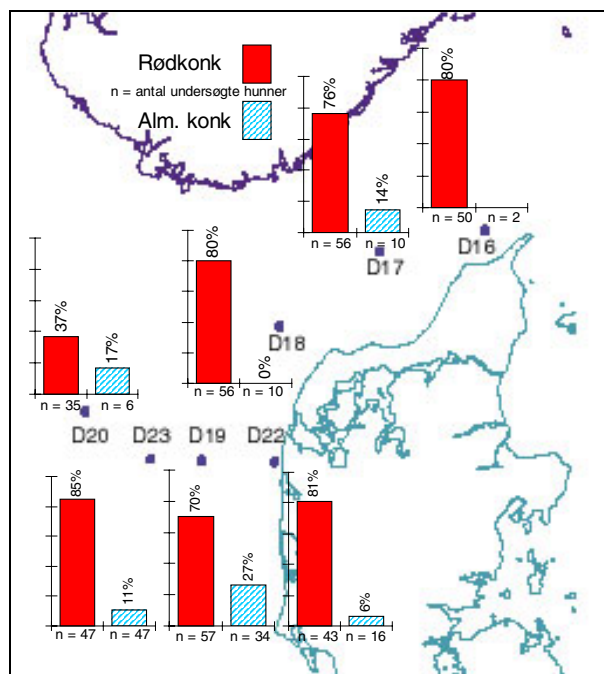 Rødkonk
n = antal undersøgte hunner
Alm. konk
76%
14%
n = 56
n = 10
D17
80%
n = 50
n = 2
D16
37%
17%
n = 35
n = 6
D20
80%
0%
n = 56
n = 10
D18
D23
D19
D22
85%
11%
n = 47
n = 47
70%
27%
n = 57
n = 34
81%
6%
n = 43
n = 16